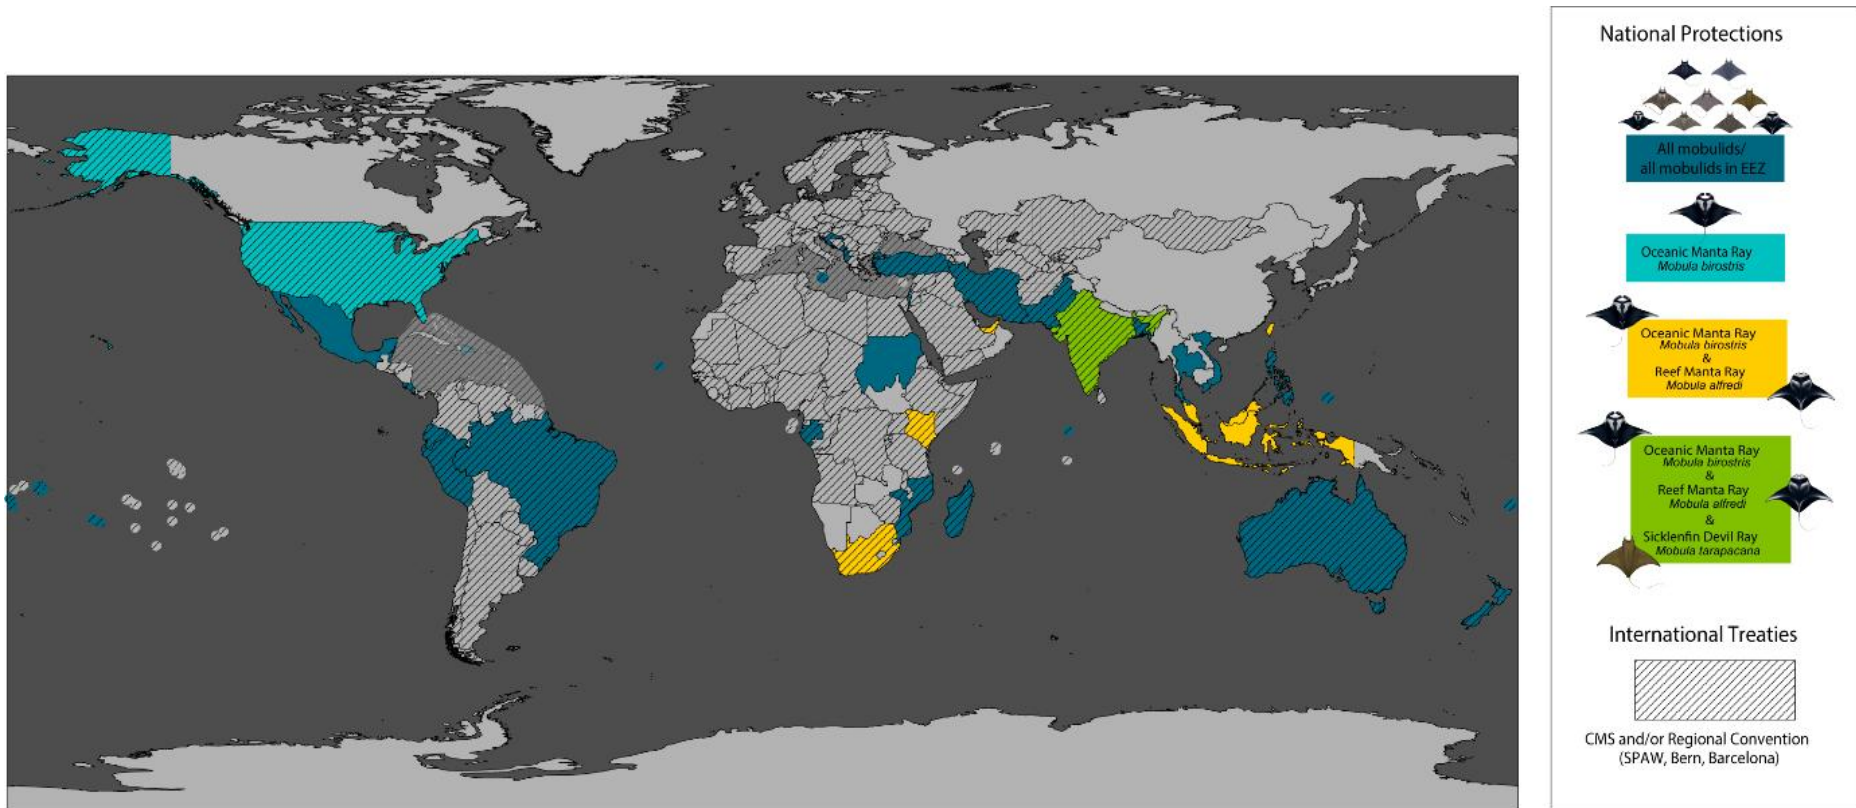 National Protections
All mobulids/
all mobulids in EEZ
Oceanic Manta Ray
Mobula birostris
Oceanic Manta Ray
Mobula birostris
&
Reef Manta Ray
Mobula alfredi
Oceanic Manta Ray
Mobula birostris
&
Reef Manta Ray
Mobula alfredi
&
Sicklenfin Devil Ray
Mobula tarapacana
International Treaties
CMS and/or Regional Convention
(SPAW, Bern, Barcelona)